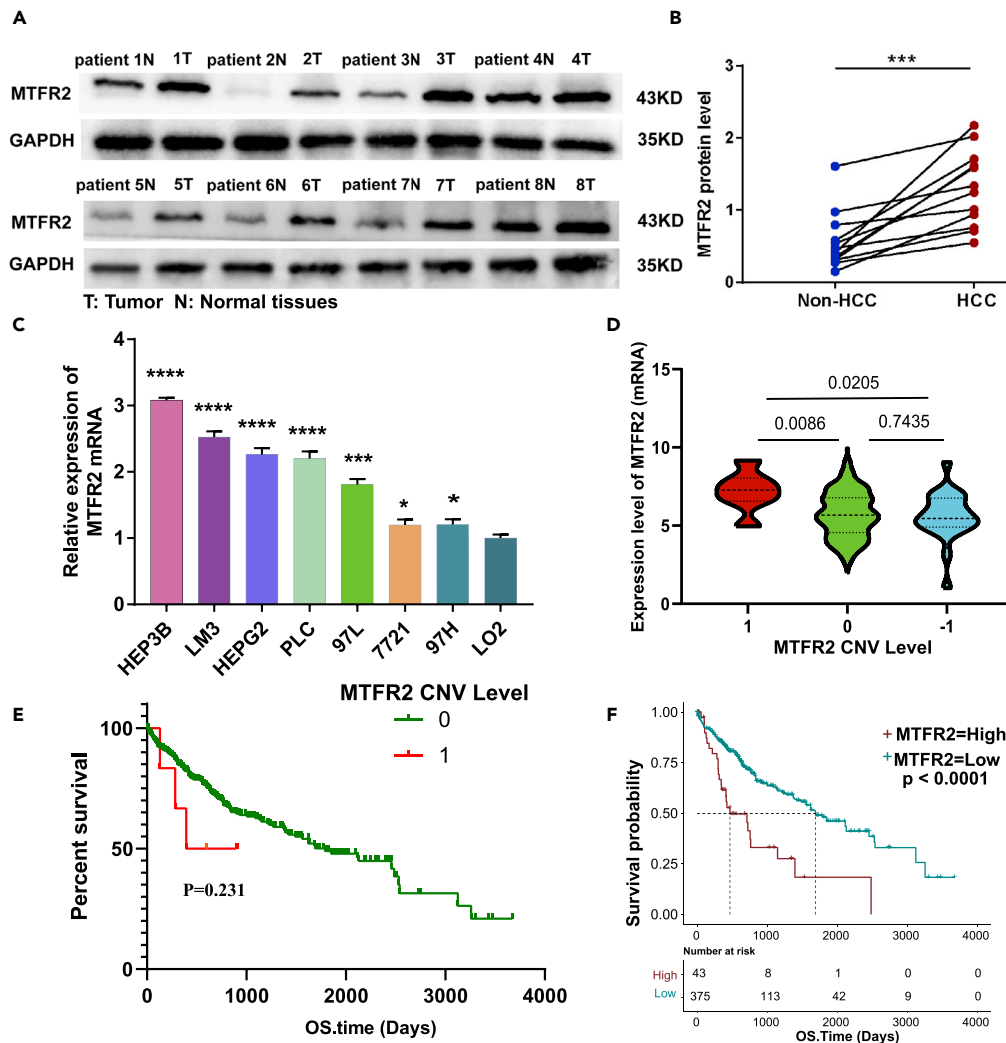 A
patient 1N 1T patient 2N 2T patient 3N 3T patient 4N 4T
MTFR2 43KD
GAPDH 35KD
patient 5N 5T patient 6N 6T patient 7N 7T patient 8N 8T
MTFR2 43KD
GAPDH 35KD
T: Tumor N: Normal tissues
B
***
MTFR2 protein level
3
2
1
0
Non-HCC HCC
C
Relative expression of
MTFR2 mRNA
4
3
2
1
0
**** **** **** **** *** * *
HEP3B LM3 HEPG2 PLC 97L 7721 97H LO2
D
Expression level of MTFR2 (mRNA)
15
10
5
0
0.0205
0.0086 0.7435
1 0 -1
MTFR2 CNV Level
E
MTFR2 CNV Level
0
1
Percent survival
100
50
0
P=0.231
0 1000 2000 3000 4000
OS.time (Days)
F
MTFR2=High
MTFR2=Low
p < 0.0001
Survival probability
1.00
0.75
0.50
0.25
0.00
0 1000 2000 3000 4000
Number at risk
High 43 8 1 0 0
Low 375 113 42 9 0
0 1000 2000 3000 4000
OS.Time (Days)